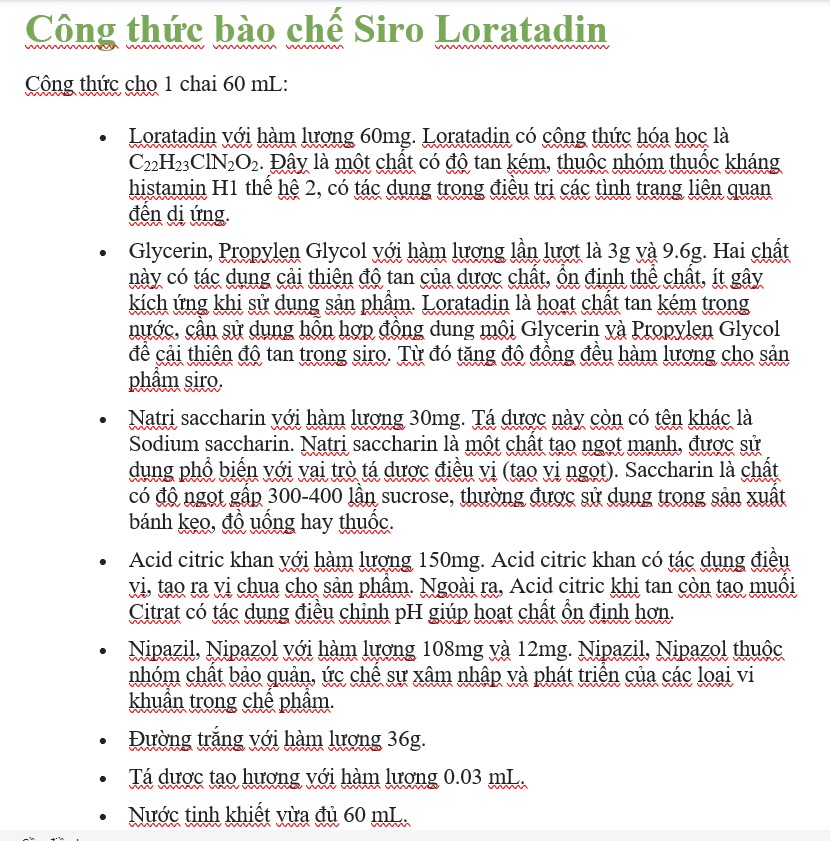 Công thức bào chế Siro Loratadin
Công thức cho 1 chai 60 mL:
• Loratadin với hàm lượng 60mg. Loratadin có công thức hóa học là
C₂₂H₂₃ClN₂O₂. Đây là một chất có độ tan kém, thuộc nhóm thuốc kháng
histamin H1 thế hệ 2, có tác dụng trong điều trị các tình trạng liên quan
đến dị ứng.
• Glycerin, Propylen Glycol với hàm lượng lần lượt là 3g và 9.6g. Hai chất
này có tác dụng cải thiện độ tan của dược chất, ổn định thể chất, ít gây
kích ứng khi sử dụng sản phẩm. Loratadin là hoạt chất tan kém trong
nước, cần sử dụng hỗn hợp đồng dung môi Glycerin và Propylen Glycol
để cải thiện độ tan trong siro. Từ đó tăng độ đồng đều hàm lượng cho sản
phẩm siro.
• Natri saccharin với hàm lượng 30mg. Tá dược này còn có tên khác là
Sodium saccharin. Natri saccharin là một chất tạo ngọt mạnh, được sử
dụng phổ biến với vai trò tá dược điều vị (tạo vị ngọt). Saccharin là chất
có độ ngọt gấp 300-400 lần sucrose, thường được sử dụng trong sản xuất
bánh kẹo, đồ uống hay thuốc.
• Acid citric khan với hàm lượng 150mg. Acid citric khan có tác dụng điều
vị, tạo ra vị chua cho sản phẩm. Ngoài ra, Acid citric khi tan còn tạo muối
Citrat có tác dụng điều chỉnh pH giúp hoạt chất ổn định hơn.
• Nipazil, Nipazol với hàm lượng 108mg và 12mg. Nipazil, Nipazol thuộc
nhóm chất bảo quản, ức chế sự xâm nhập và phát triển của các loại vi
khuẩn trong chế phẩm.
• Đường trắng với hàm lượng 36g.
• Tá dược tạo hương với hàm lượng 0.03 mL.
• Nước tinh khiết vừa đủ 60 mL.